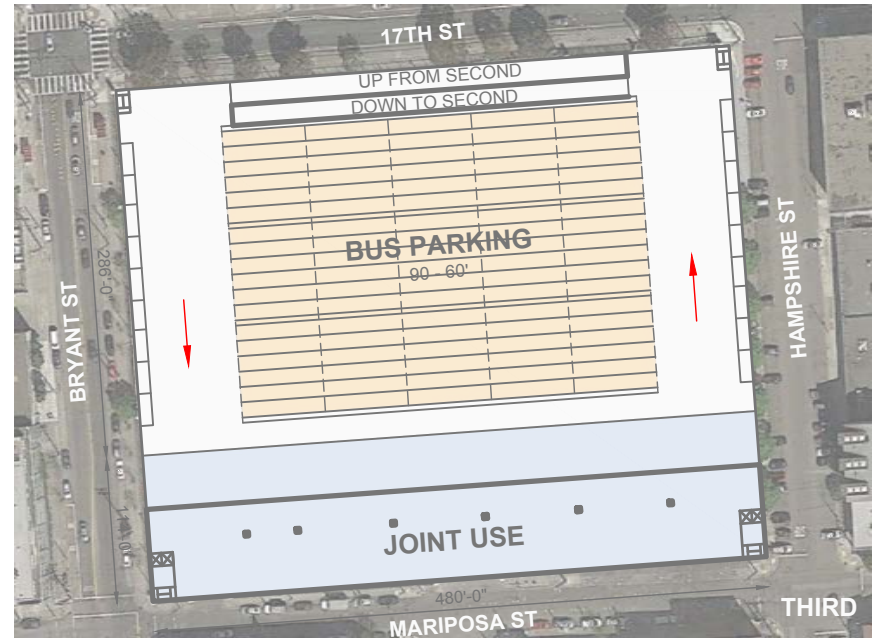 17TH ST
UP FROM SECOND
DOWN TO SECOND
BUS PARKING
90 - 60'
286'-0"
BRYANT ST
HAMPSHIRE ST
JOINT USE
480'-0"
MARIPOSA ST
THIRD